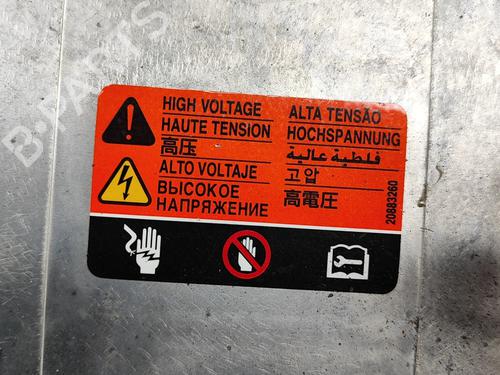 HIGH VOLTAGE
HAUTE TENSION
高压
ALTO VOLTAJE
ВЫСОКОЕ
НАПРЯЖЕНИЕ
ALTA TENSÃO
HOCHSPANNUNG
فلطية عالية
고압
高電圧
20883260
B-PARTS